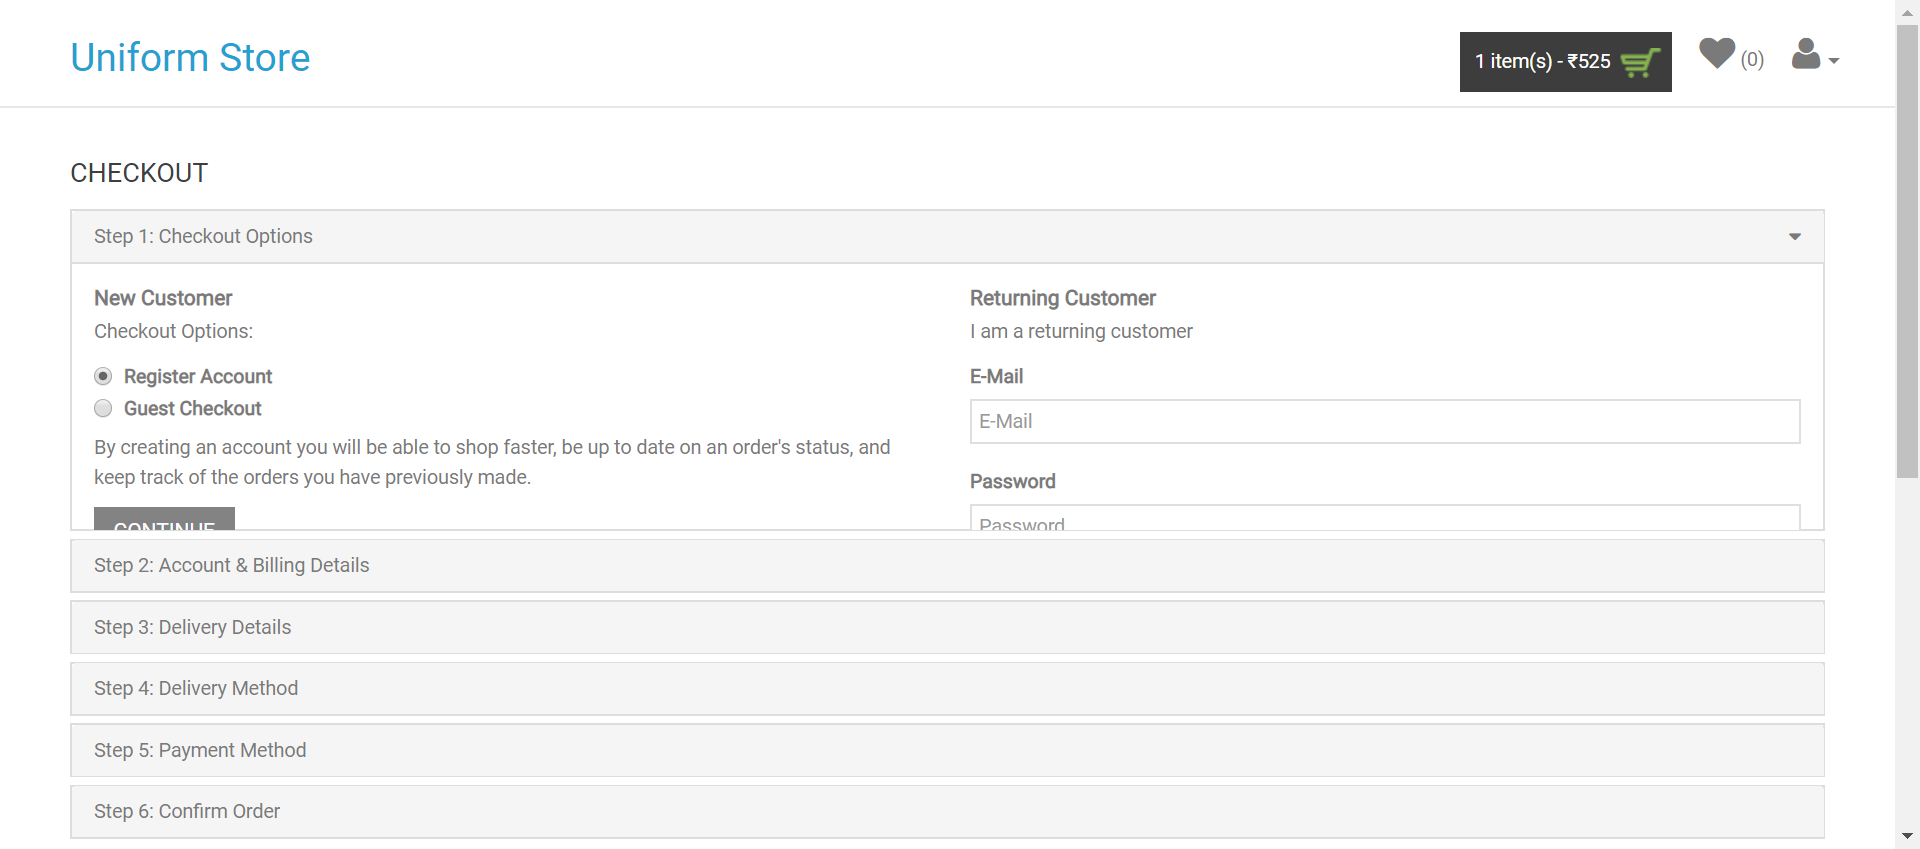 Uniform Store
1 item(s) - ₹525
(0)
CHECKOUT
Step 1: Checkout Options
New Customer
Checkout Options:
Register Account
Guest Checkout
By creating an account you will be able to shop faster, be up to date on an order's status, and
keep track of the orders you have previously made.
CONTINUE
Returning Customer
I am a returning customer
E-Mail
E-Mail
Password
Password
Step 2: Account & Billing Details
Step 3: Delivery Details
Step 4: Delivery Method
Step 5: Payment Method
Step 6: Confirm Order